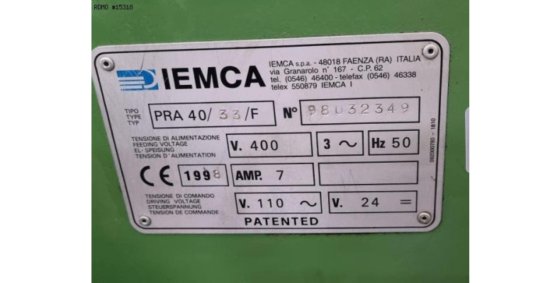 RDMO #15318
IEMCA
IEMCA s.p.a. - 48018 FAENZA (RA) ITALIA
via Granarolo n° 167 - C.P. 62
tel. (0546) 46400 - telefax (0546) 46338
telex 550879 IEMCA I
TIPO
TYPE
TYP
PRA 40/33/F
N° 98032349
TENSIONE DI ALIMENTAZIONE
FEEDING VOLTAGE
EL.-SPEISUNG
TENSION D'ALIMENTATION
V. 400
3 ~
Hz 50
CE
1998
AMP. 7
TENSIONE DI COMANDO
DRIVING VOLTAGE
STEUERSPANNUNG
TENSION DE COMMANDE
V. 110 ~
V. 24 =
PATENTED